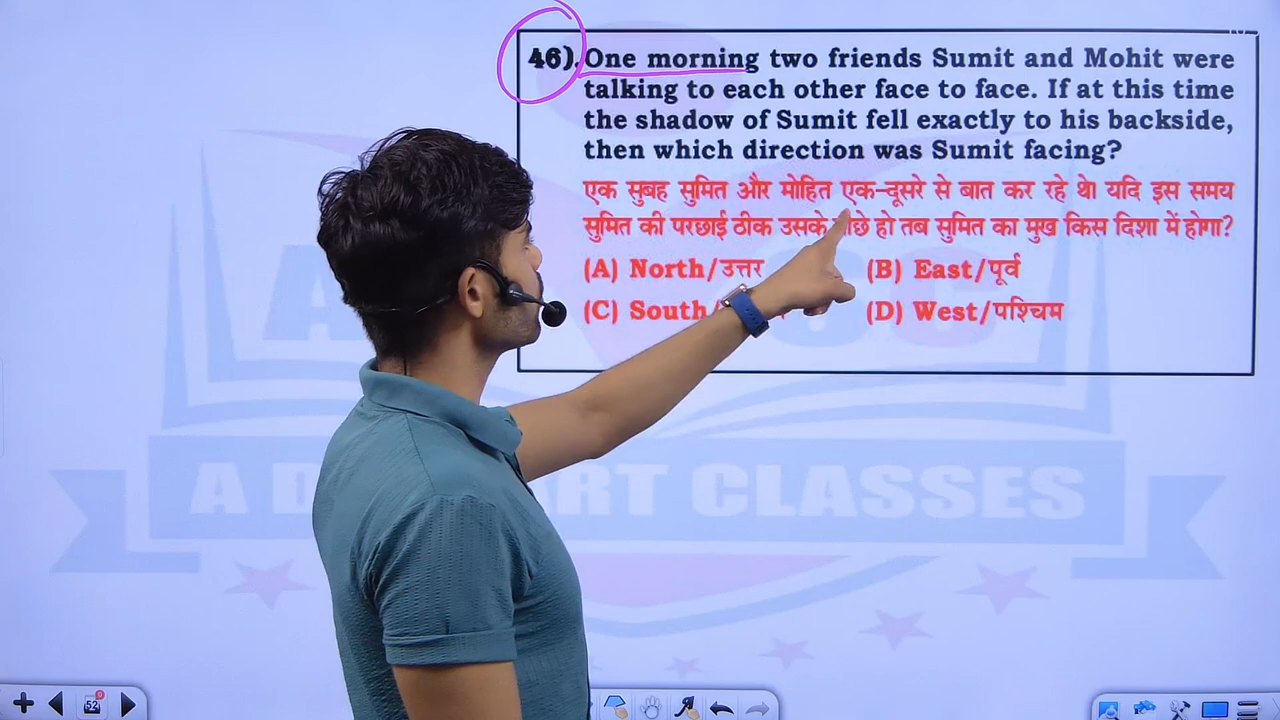 46). One morning two friends Sumit and Mohit were
talking to each other face to face. If at this time
the shadow of Sumit fell exactly to his backside,
then which direction was Sumit facing?
एक सुबह सुमित और मोहित एक-दूसरे से बात कर रहे थे। यदि इस समय
सुमित की परछाई ठीक उसके हो तब सुमित का मुख किस दिशा में होगा?
(A) North/उत्तर (B) East/पूर्व
(C) South/ (D) West/पश्चिम
A CLASSES
52